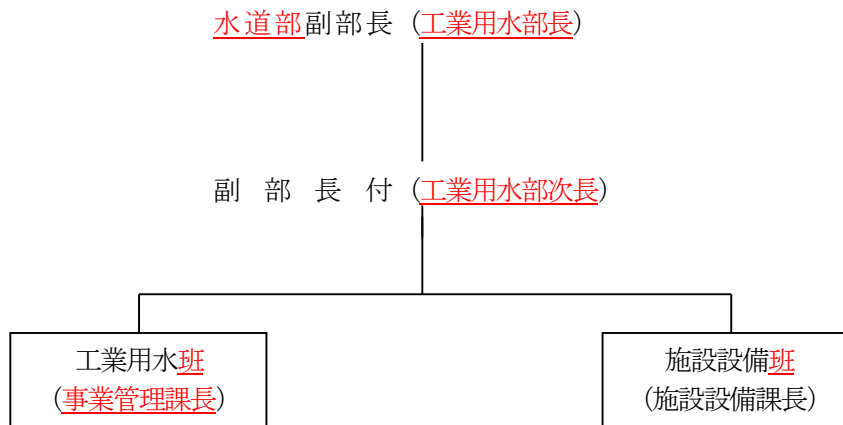 水道部副部長（工業用水部長）
副部長付（工業用水部次長）
工業用水班
（事業管理課長）
施設設備班
（施設設備課長）